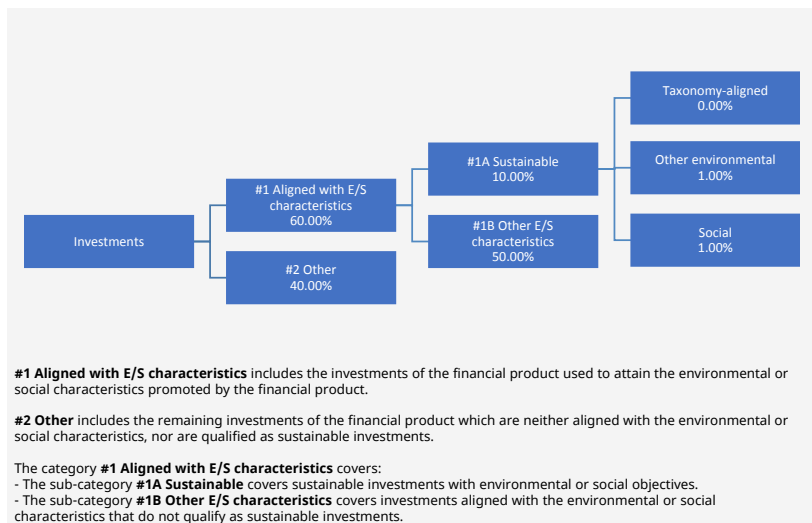 Taxonomy-aligned
0.00%
#1A Sustainable
10.00%
Other environmental
1.00%
#1 Aligned with E/S
characteristics
60.00%
#1B Other E/S
characteristics
50.00%
Social
1.00%
Investments
#2 Other
40.00%
#1 Aligned with E/S characteristics includes the investments of the financial product used to attain the environmental or
social characteristics promoted by the financial product.
#2 Other includes the remaining investments of the financial product which are neither aligned with the environmental or
social characteristics, nor are qualified as sustainable investments.
The category #1 Aligned with E/S characteristics covers:
- The sub-category #1A Sustainable covers sustainable investments with environmental or social objectives.
- The sub-category #1B Other E/S characteristics covers investments aligned with the environmental or social
characteristics that do not qualify as sustainable investments.